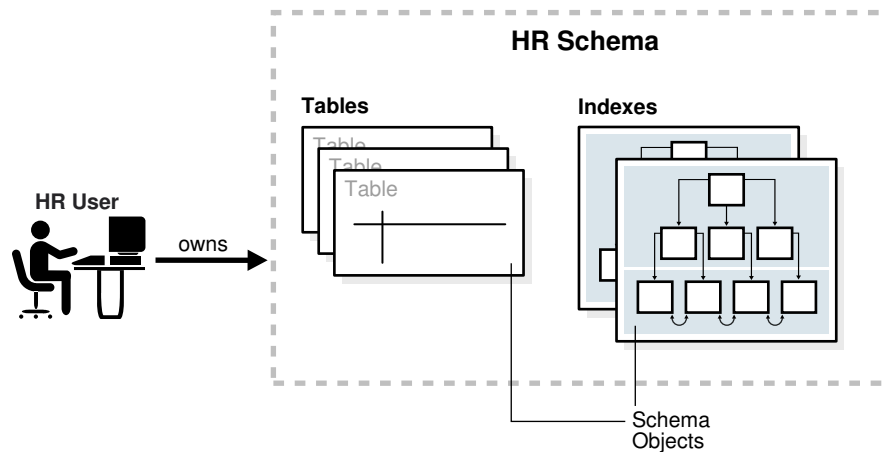 HR Schema
Tables
Indexes
Table
Table
Table
HR User
owns
Schema
Objects